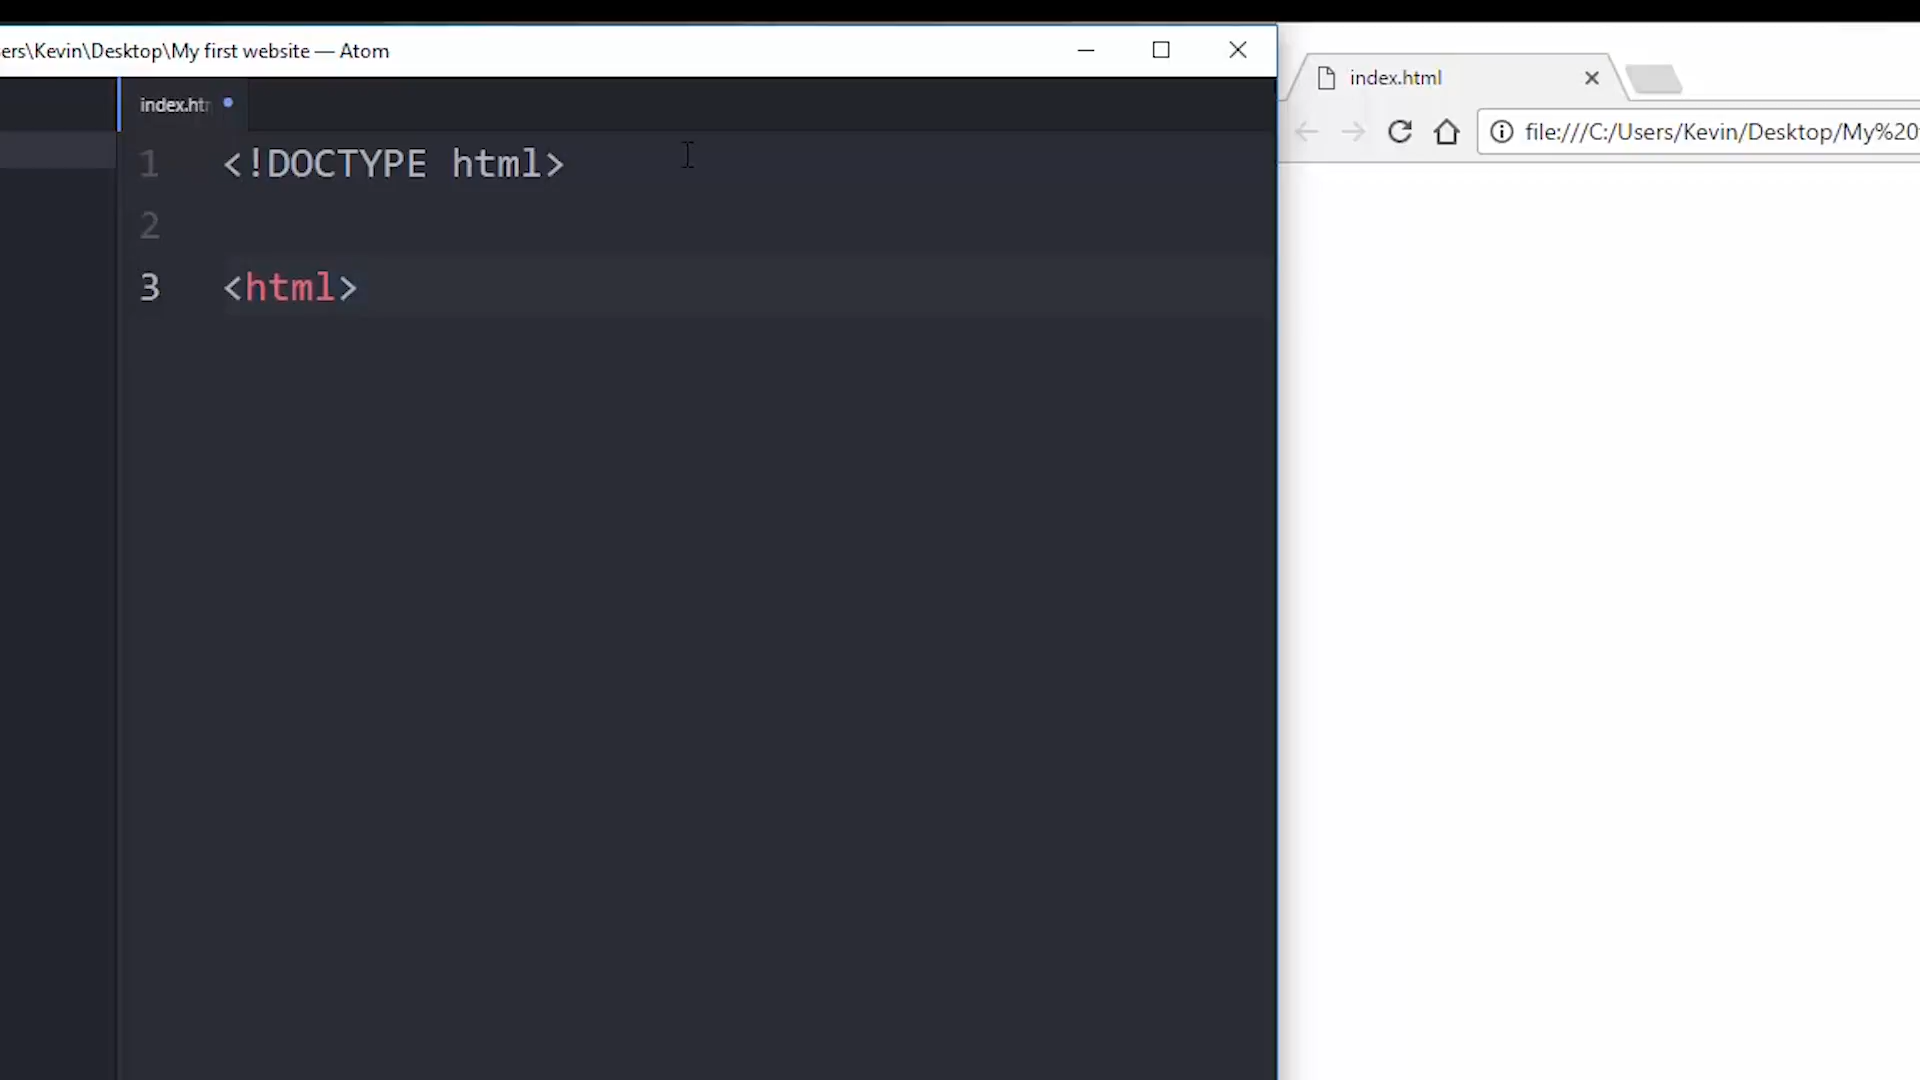 ers\Kevin\Desktop\My first website — Atom
index.html
index.ht
file:///C:/Users/Kevin/Desktop/My%20
1 <!DOCTYPE html>
2
3 <html>